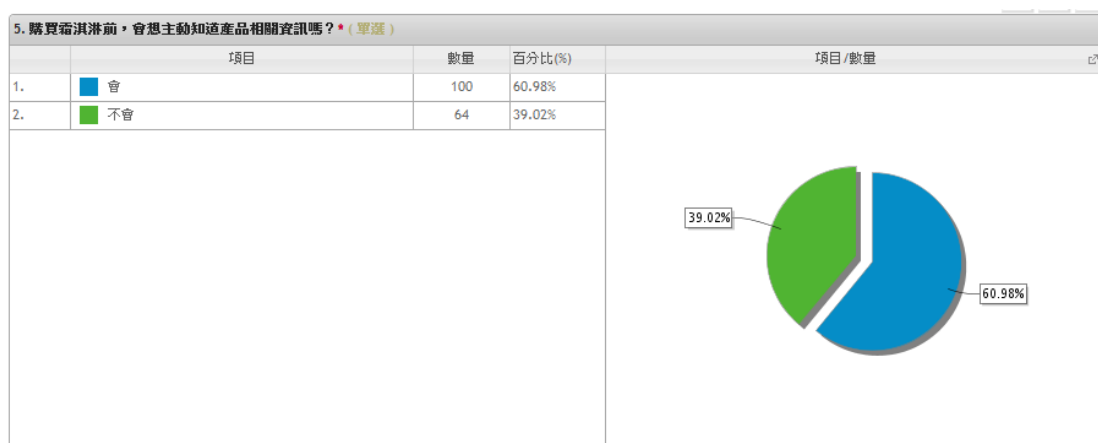 5. 購買霜淇淋前，會想主動知道產品相關資訊嗎？*（單選）
項目 數量 百分比(%) 項目/數量
1. 會 100 60.98%
2. 不會 64 39.02%
39.02%
60.98%